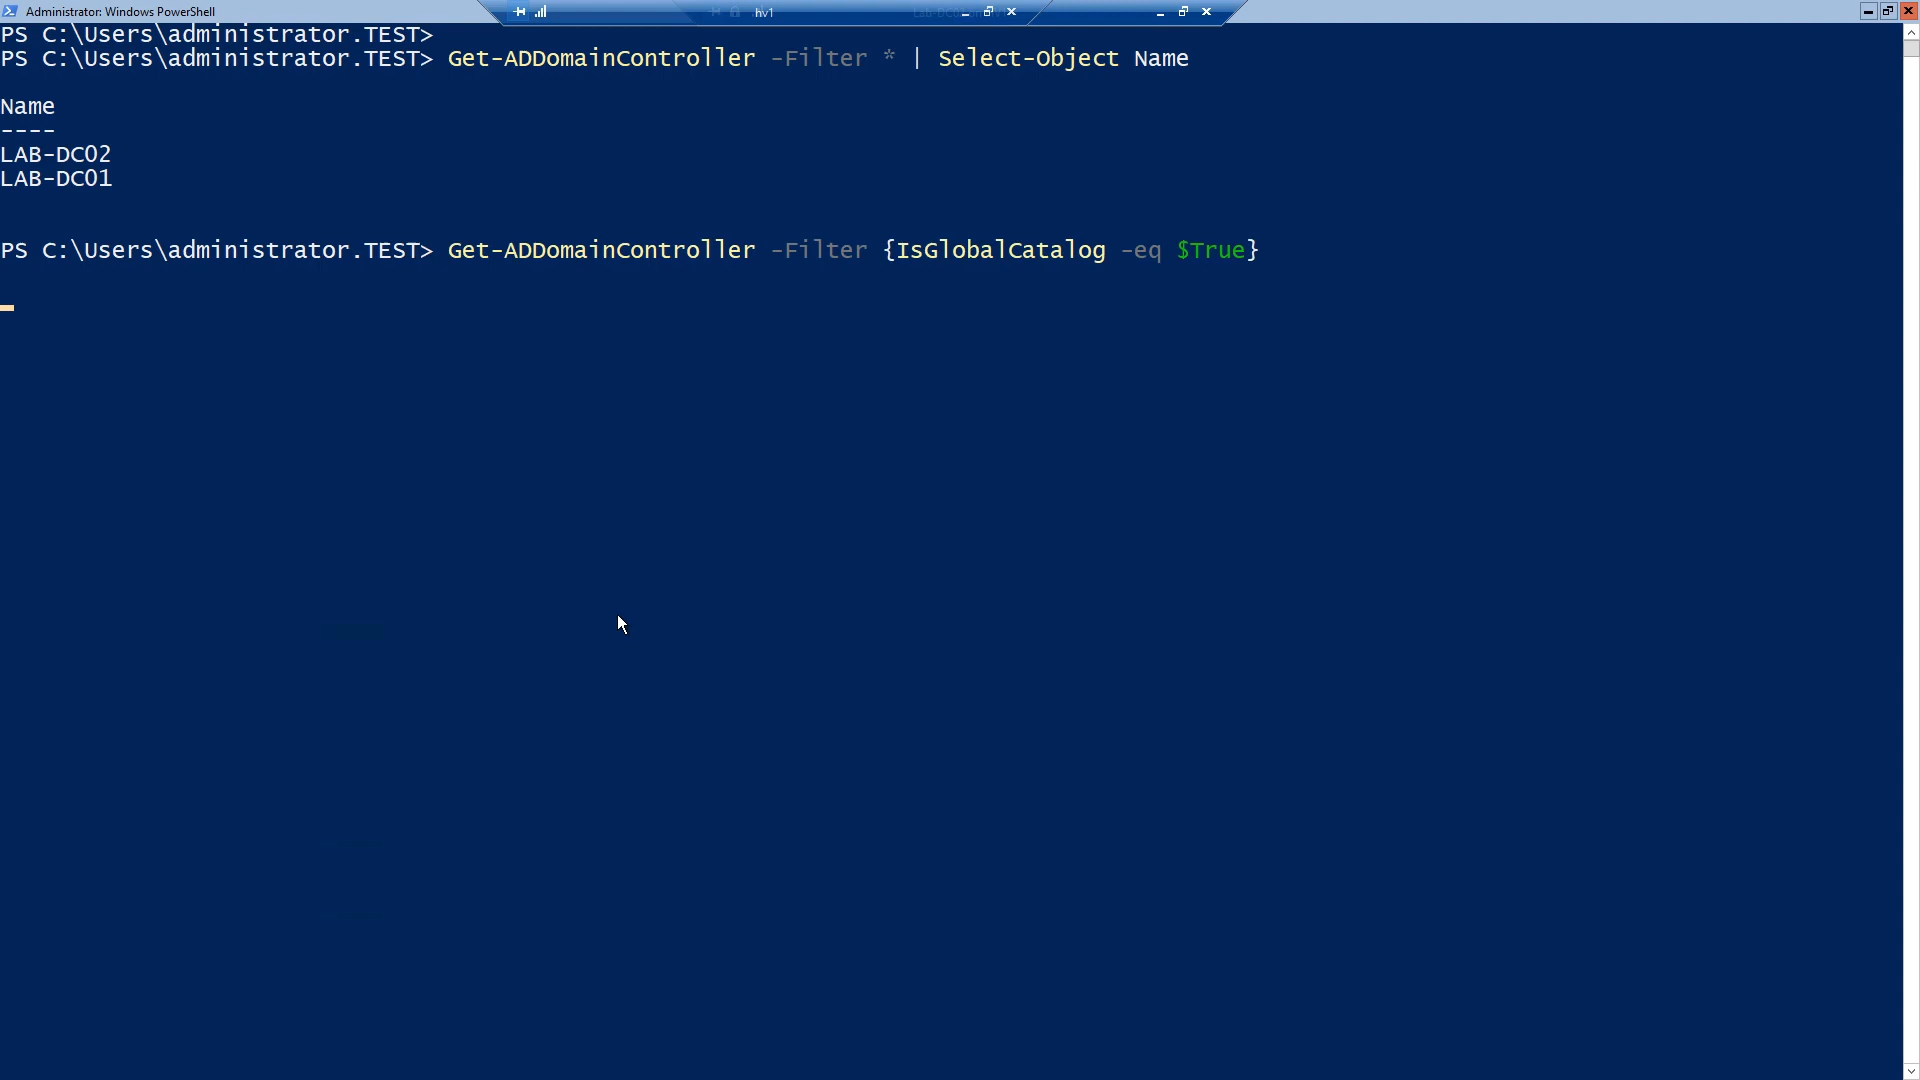 Administrator: Windows PowerShell
hv1
PS C:\Users\administrator.TEST>
PS C:\Users\administrator.TEST> Get-ADDomainController -Filter * | Select-Object Name
Name
----
LAB-DC02
LAB-DC01
PS C:\Users\administrator.TEST> Get-ADDomainController -Filter {IsGlobalCatalog -eq $True}